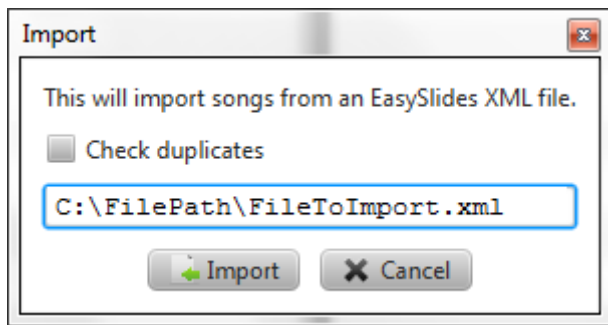 Import
This will import songs from an EasySlides XML file.
Check duplicates
C:\FilePath\FileToImport.xml
Import Cancel